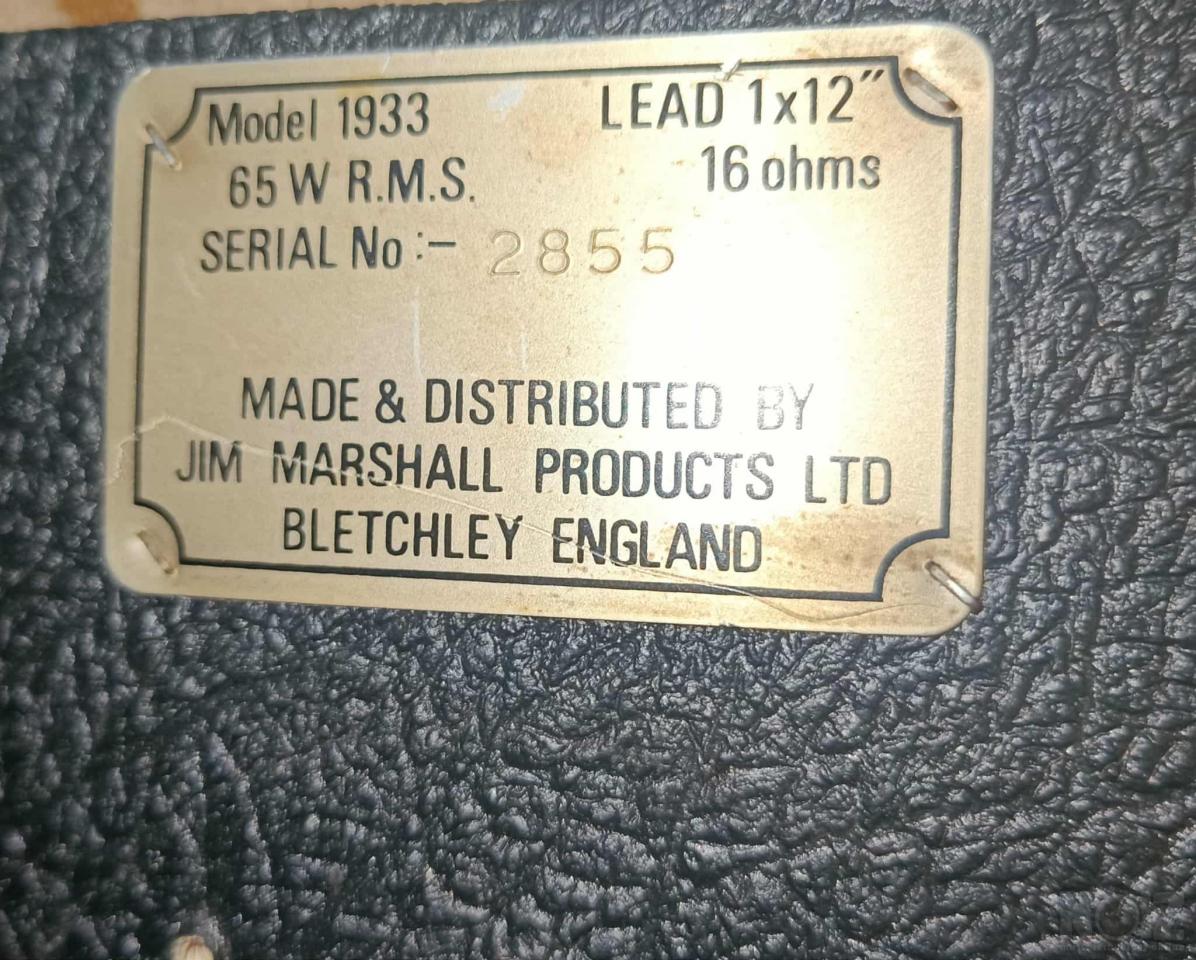 Model 1933 LEAD 1x12"
65 W R.M.S. 16 ohms
SERIAL No :- 2855
MADE & DISTRIBUTED BY
JIM MARSHALL PRODUCTS LTD
BLETCHLEY ENGLAND